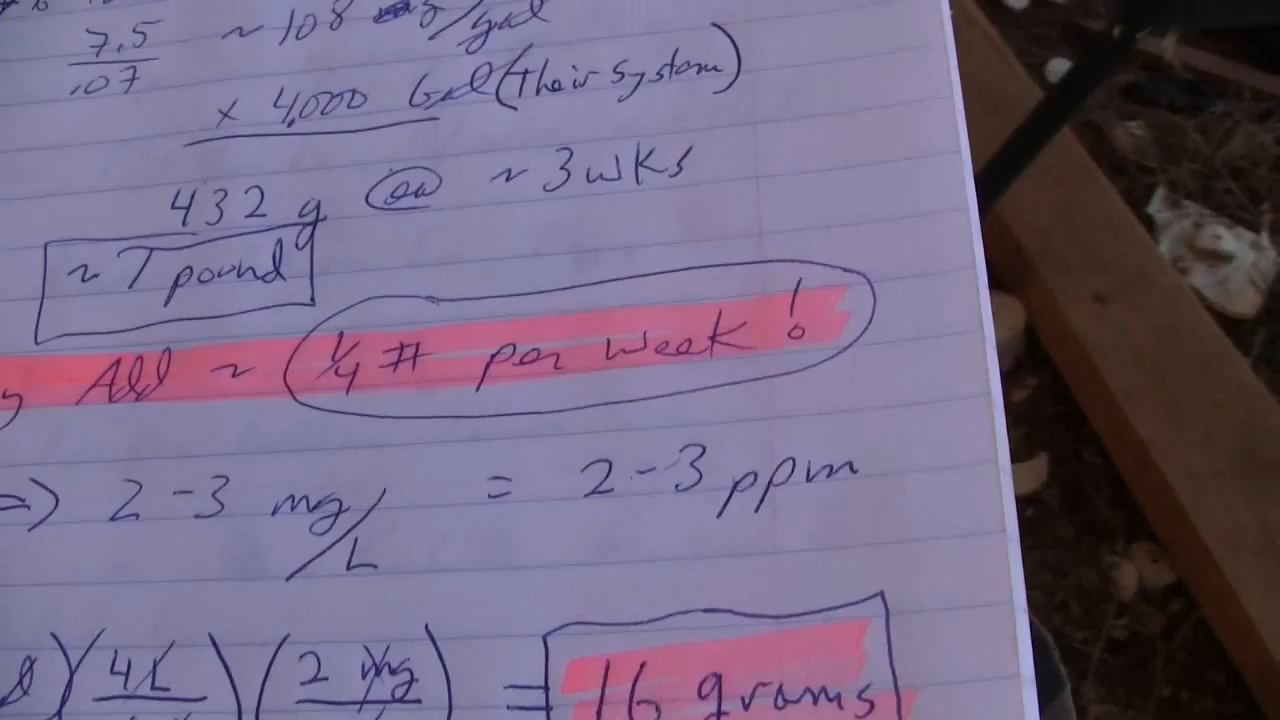 7.5 ~108 g/gal
.07
x 4,000 Gal (Their System)
432 g @ ~ 3 wks
~ 1 pound
Add ~ 1/4 # per week!
=> 2-3 mg/L = 2-3 ppm
(4L) (2 mg) = 16 grams